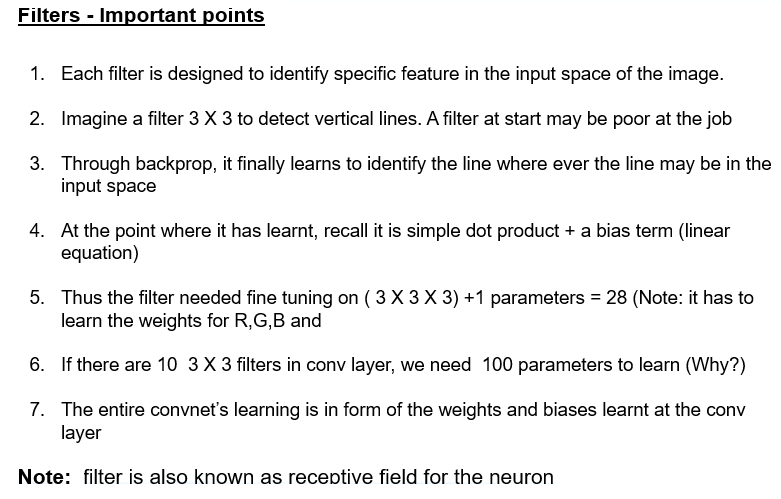 Filters - Important points
1. Each filter is designed to identify specific feature in the input space of the image.
2. Imagine a filter 3 X 3 to detect vertical lines. A filter at start may be poor at the job
3. Through backprop, it finally learns to identify the line where ever the line may be in the
input space
4. At the point where it has learnt, recall it is simple dot product + a bias term (linear
equation)
5. Thus the filter needed fine tuning on ( 3 X 3 X 3) +1 parameters = 28 (Note: it has to
learn the weights for R,G,B and
6. If there are 10 3 X 3 filters in conv layer, we need 100 parameters to learn (Why?)
7. The entire convnet's learning is in form of the weights and biases learnt at the conv
layer
Note: filter is also known as receptive field for the neuron